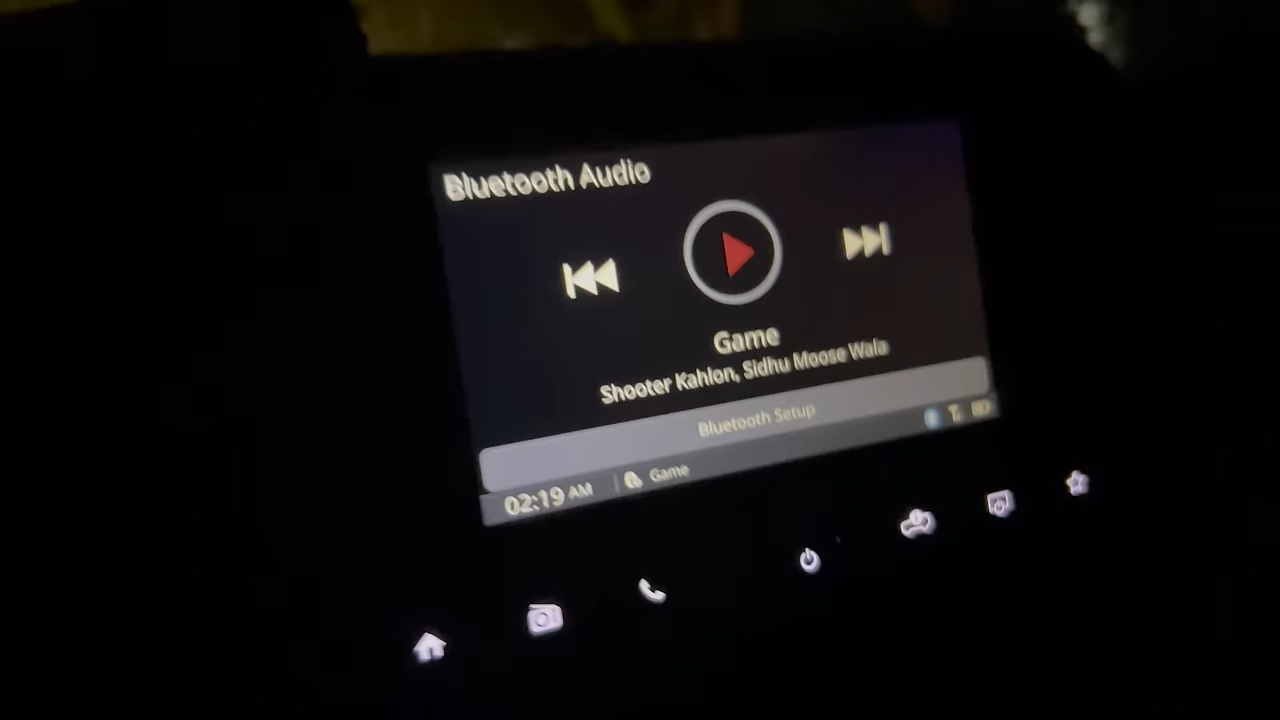 Bluetooth Audio
Game
Shooter Kahlon, Sidhu Moose Wala
Bluetooth Setup
02:19 AM
Game